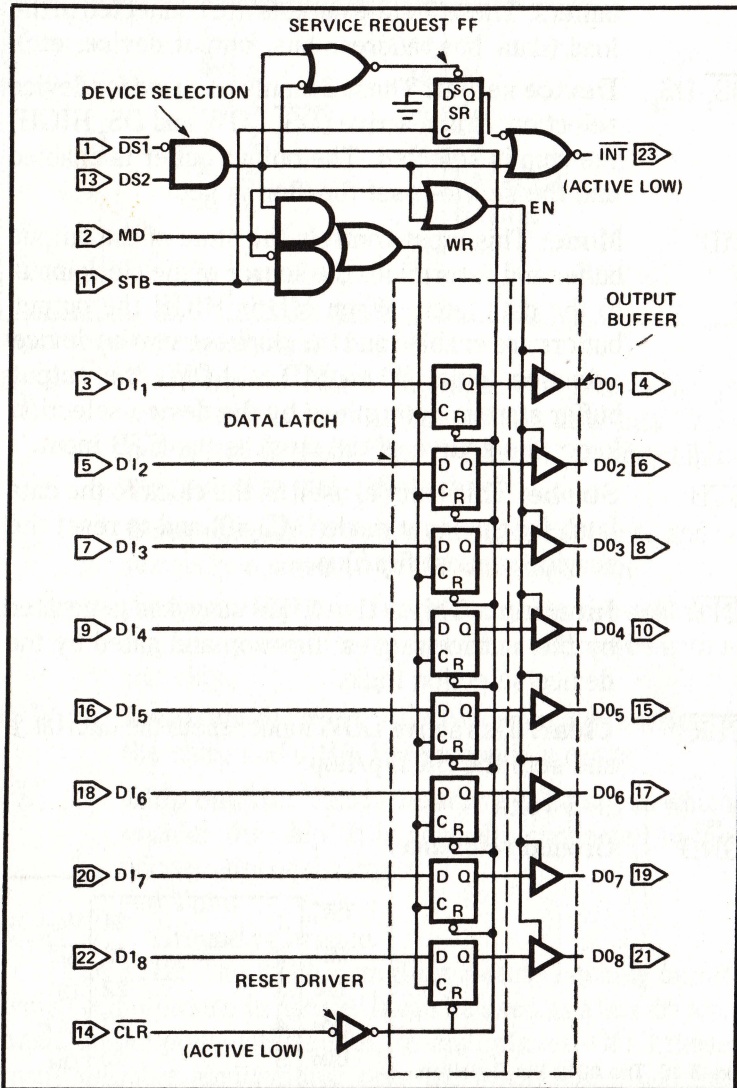 SERVICE REQUEST FF
DEVICE SELECTION
D S Q
SR
C
1 DS1
13 DS2
INT 23
(ACTIVE LOW)
EN
2 MD
WR
11 STB
OUTPUT
BUFFER
3 DI1 D Q C R DO1 4
DATA LATCH
5 DI2 D Q C R DO2 6
7 DI3 D Q C R DO3 8
9 DI4 D Q C R DO4 10
16 DI5 D Q C R DO5 15
18 DI6 D Q C R DO6 17
20 DI7 D Q C R DO7 19
22 DI8 D Q C R DO8 21
RESET DRIVER
14 CLR
(ACTIVE LOW)